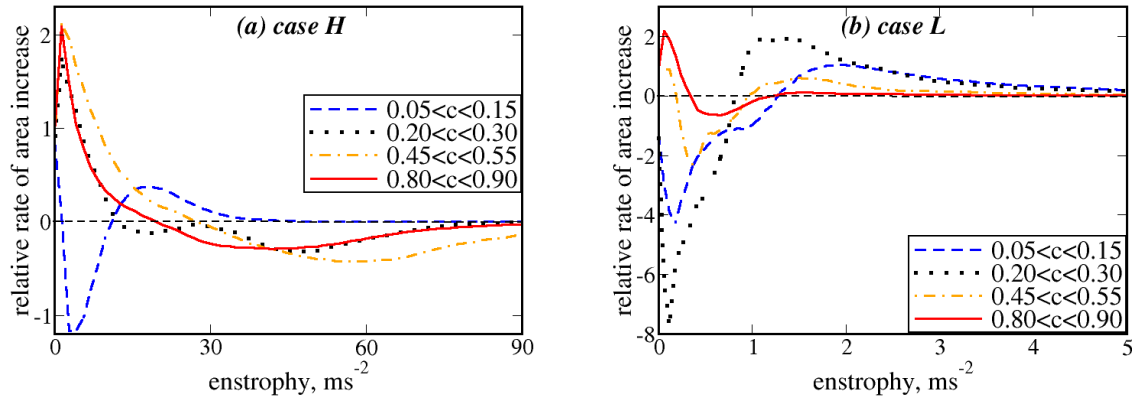 (a) case H
relative rate of area increase
2
1
0
-1
0.05<c<0.15
0.20<c<0.30
0.45<c<0.55
0.80<c<0.90
0 30 60 90
enstrophy, ms-2
(b) case L
relative rate of area increase
2
0
-2
-4
-6
-8
0.05<c<0.15
0.20<c<0.30
0.45<c<0.55
0.80<c<0.90
0 1 2 3 4 5
enstrophy, ms-2